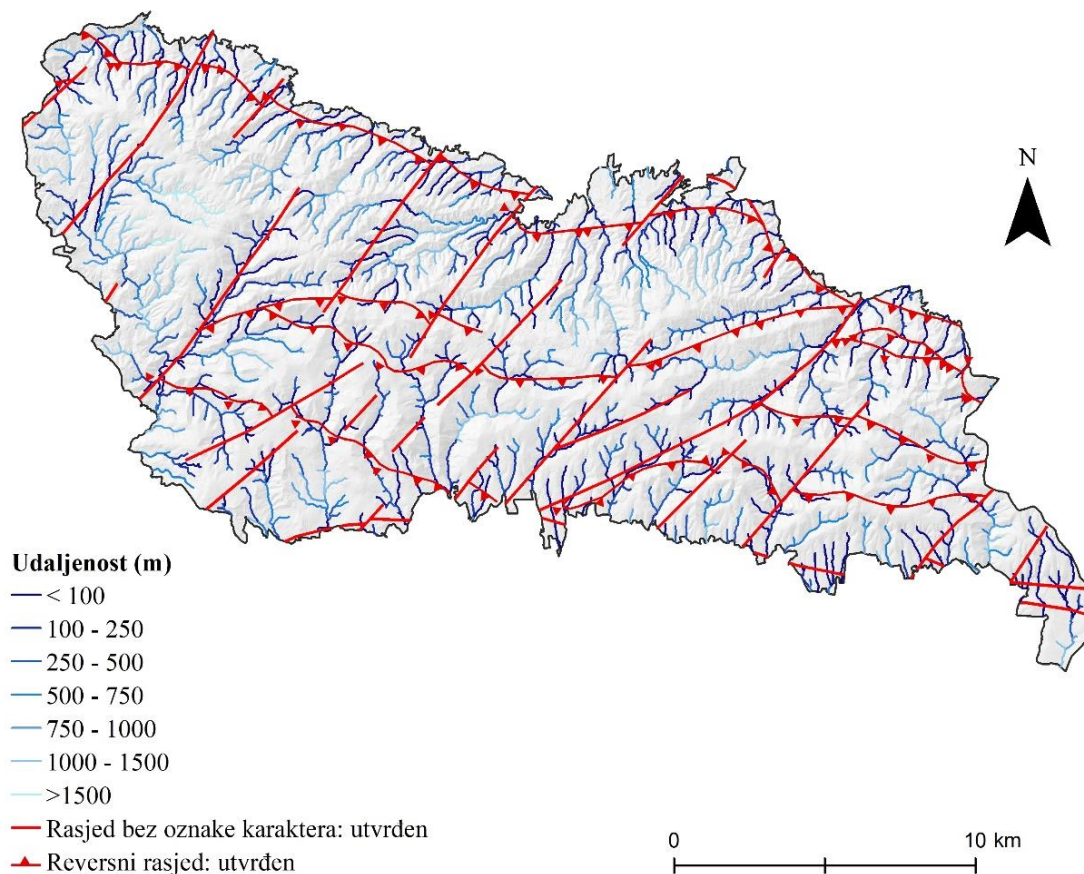 N
Udaljenost (m)
< 100
100 - 250
250 - 500
500 - 750
750 - 1000
1000 - 1500
>1500
Rasjed bez oznake karaktera: utvrđen
Reversni rasjed: utvrđen
0 10 km